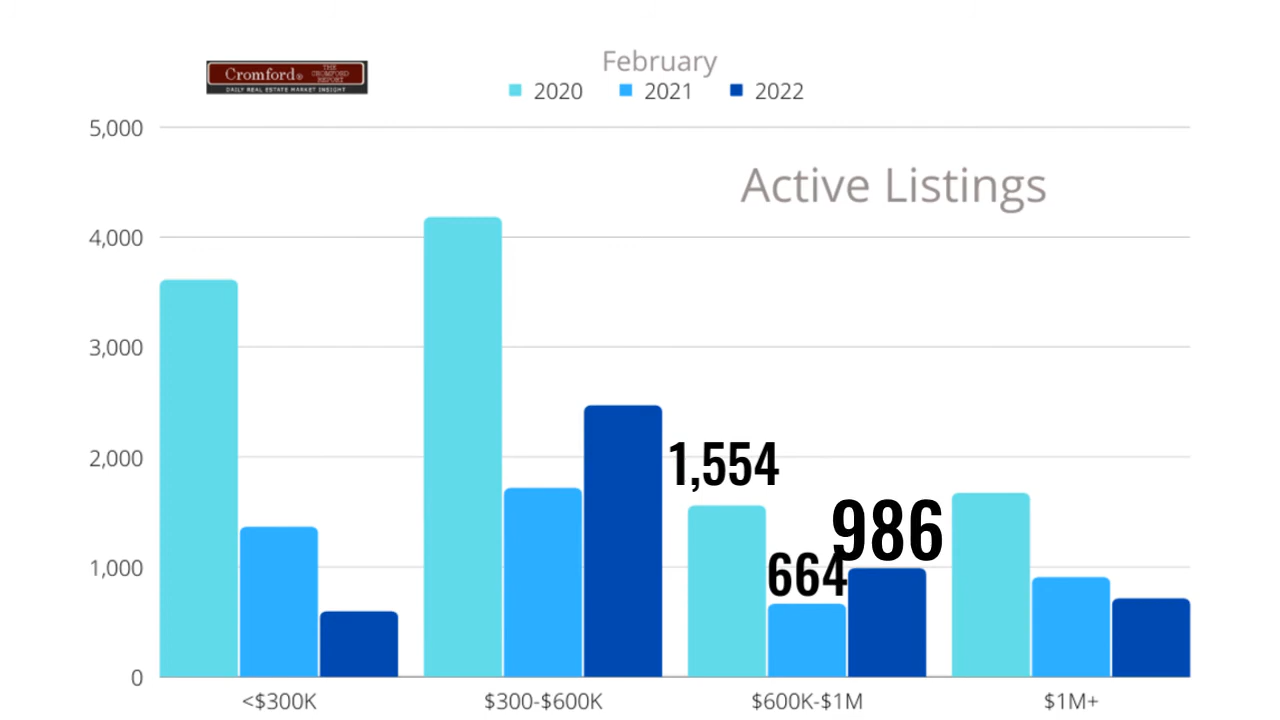 February
Cromford® THE CROMFORD REPORT
DAILY REAL ESTATE MARKET INSIGHT
2020 2021 2022
5,000
Active Listings
4,000
3,000
2,000
1,554
986
664
1,000
0
<$300K $300-$600K $600K-$1M $1M+